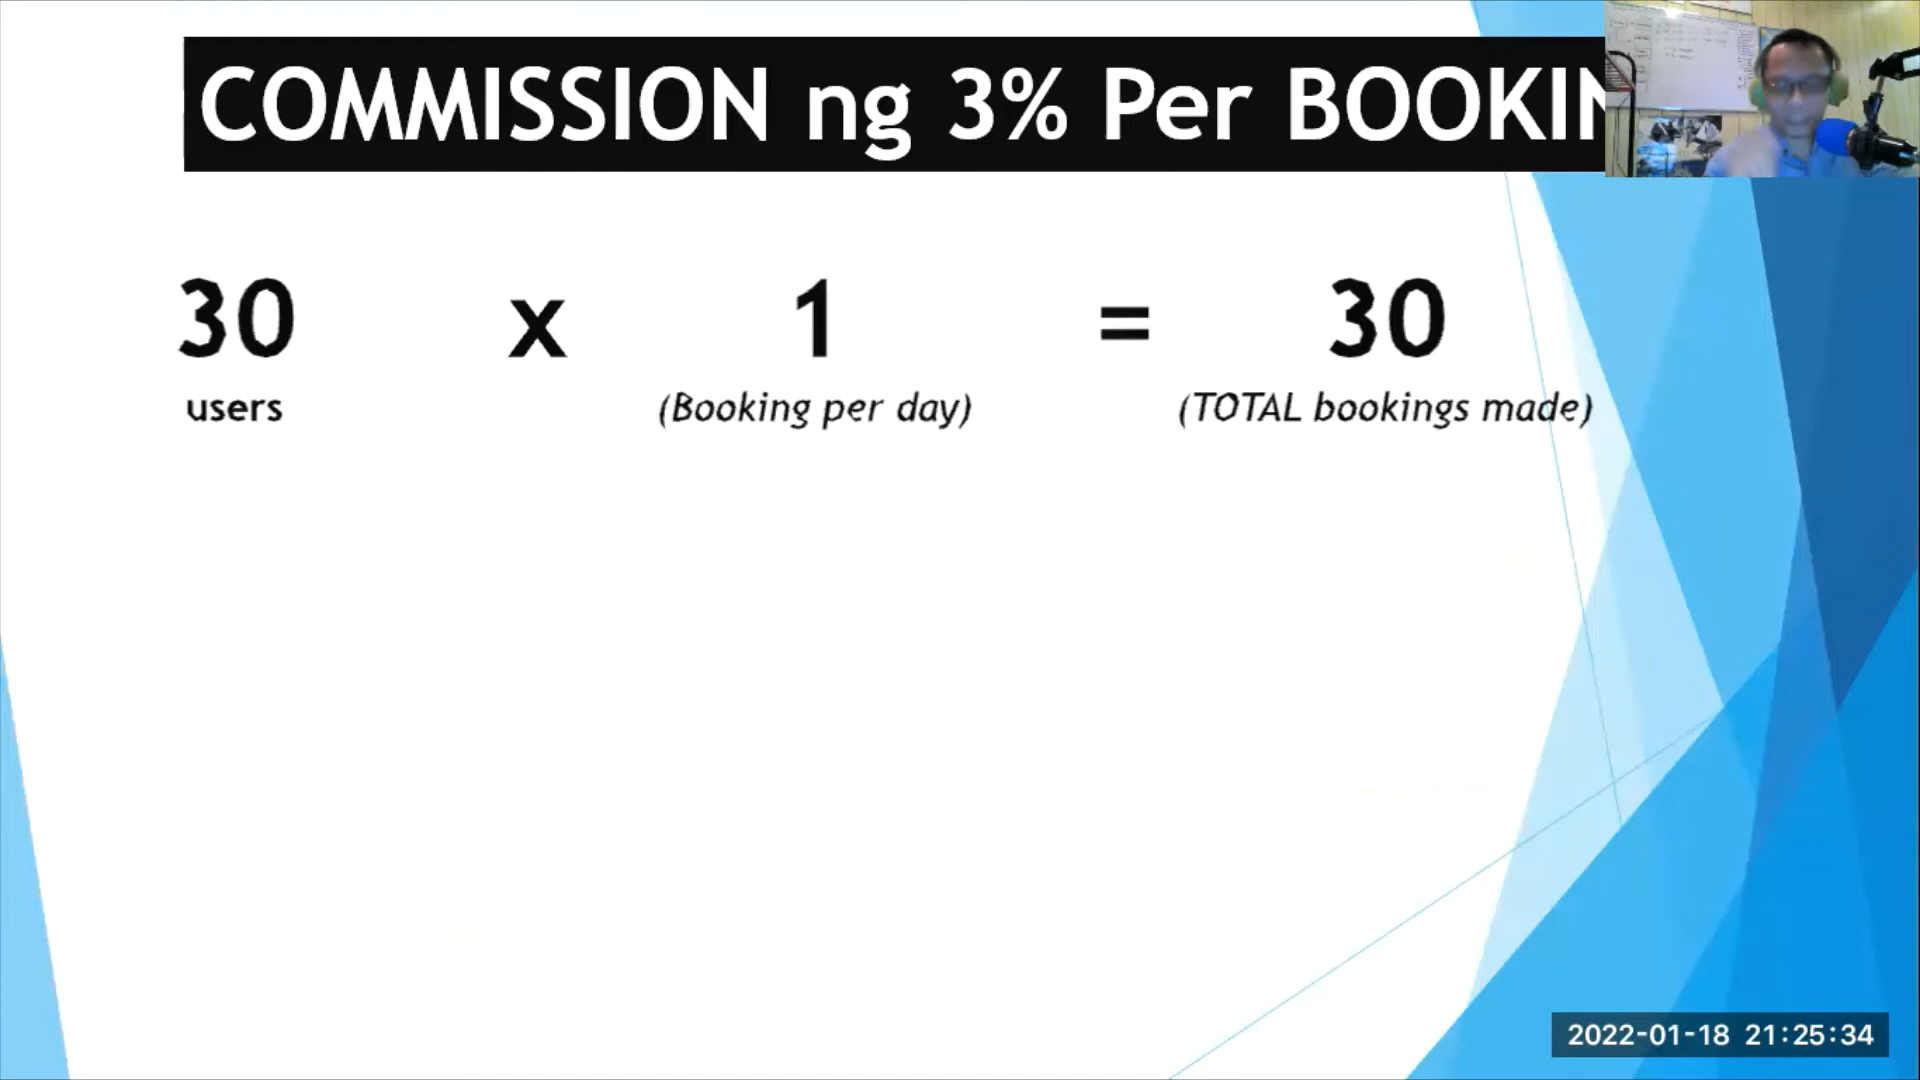 COMMISSION ng 3% Per BOOKIN
30 x 1 = 30
users (Booking per day) (TOTAL bookings made)
2022-01-18 21:25:34